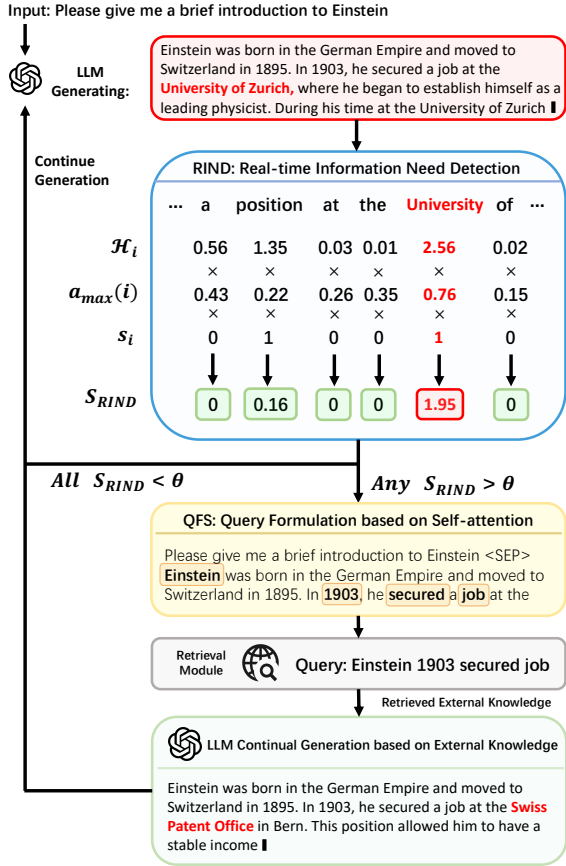 Input: Please give me a brief introduction to Einstein
LLM
Generating:
Einstein was born in the German Empire and moved to
Switzerland in 1895. In 1903, he secured a job at the
University of Zurich, where he began to establish himself as a
leading physicist. During his time at the University of Zurich
Continue
Generation
RIND: Real-time Information Need Detection
... a position at the University of ...
ℋᵢ 0.56 1.35 0.03 0.01 2.56 0.02
× × × × × ×
aₘₐₓ(i) 0.43 0.22 0.26 0.35 0.76 0.15
× × × × × ×
sᵢ 0 1 0 0 1 0
S_RIND 0 0.16 0 0 1.95 0
All S_RIND < θ
Any S_RIND > θ
QFS: Query Formulation based on Self-attention
Please give me a brief introduction to Einstein <SEP>
Einstein was born in the German Empire and moved to
Switzerland in 1895. In 1903, he secured a job at the
Retrieval
Module
Query: Einstein 1903 secured job
Retrieved External Knowledge
LLM Continual Generation based on External Knowledge
Einstein was born in the German Empire and moved to
Switzerland in 1895. In 1903, he secured a job at the Swiss
Patent Office in Bern. This position allowed him to have a
stable income